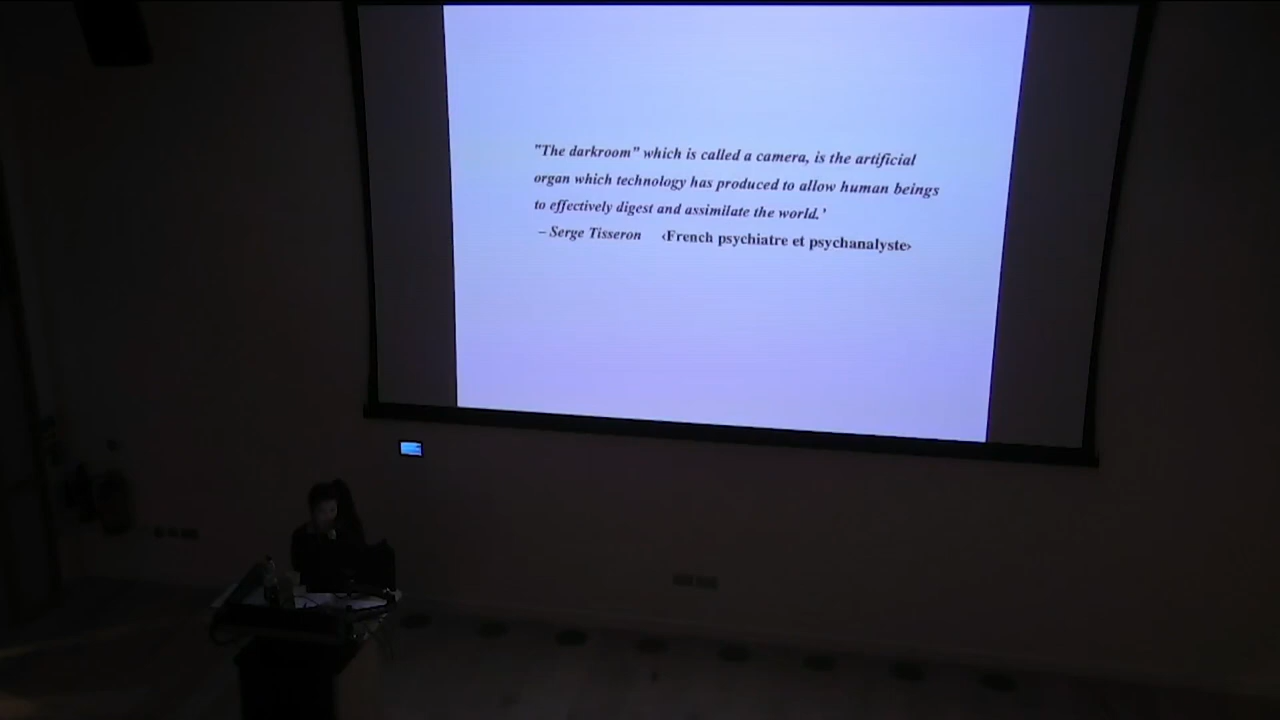 "The darkroom" which is called a camera, is the artificial
organ which technology has produced to allow human beings
to effectively digest and assimilate the world.'
– Serge Tisseron ‹French psychiatre et psychanalyste›